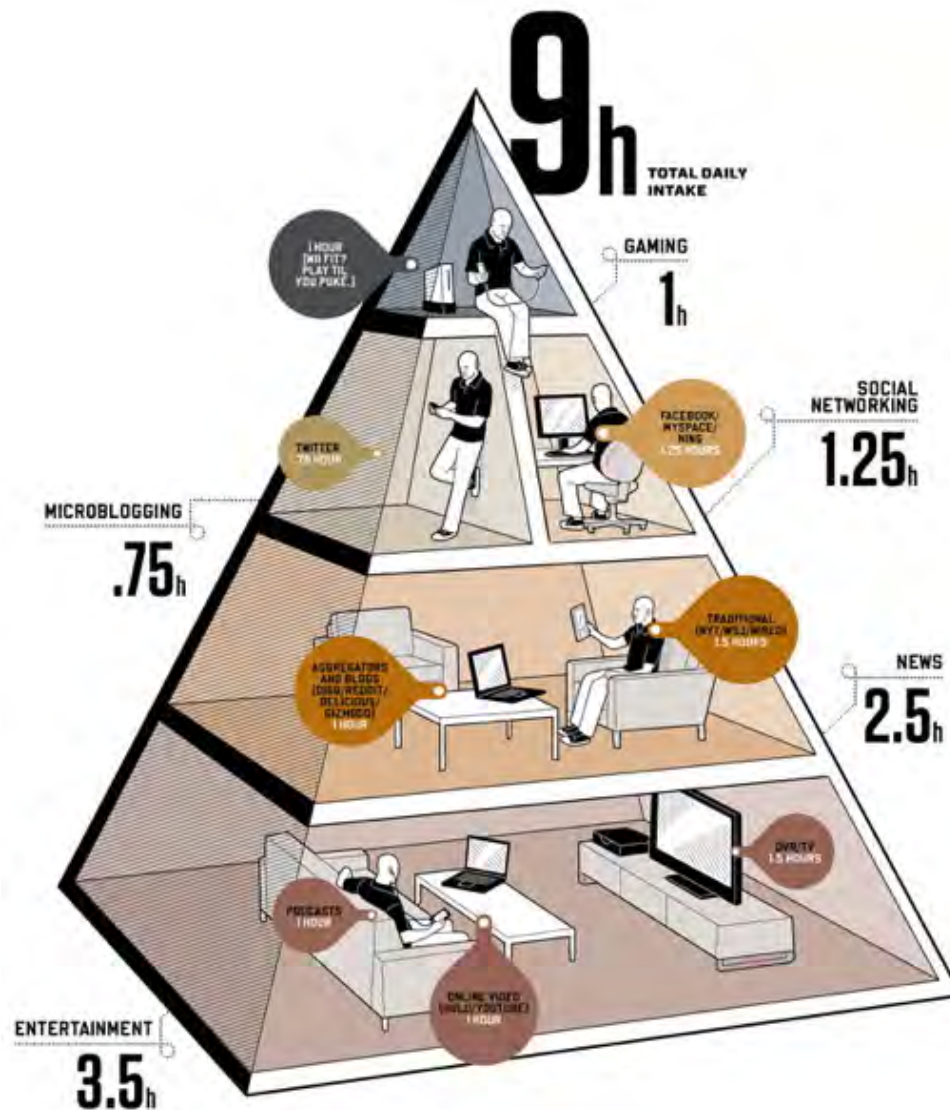 9h
TOTAL DAILY
INTAKE
1 HOUR
[WII FIT?
PLAY TIL
YOU PUKE.]
GAMING
1h
SOCIAL
NETWORKING
1.25h
FACEBOOK/
MYSPACE/
NING
1.25 HOURS
TWITTER
.75 HOUR
MICROBLOGGING
.75h
TRADITIONAL
(NYT/WSJ/WIRED)
1.5 HOURS
AGGREGATORS
AND BLOGS
(DIGG/REDDIT/
DELICIOUS/
GIZMODO)
1 HOUR
NEWS
2.5h
DVR/TV
1.5 HOURS
PODCASTS
1 HOUR
ONLINE VIDEO
(HULU/YOUTUBE)
1 HOUR
ENTERTAINMENT
3.5h